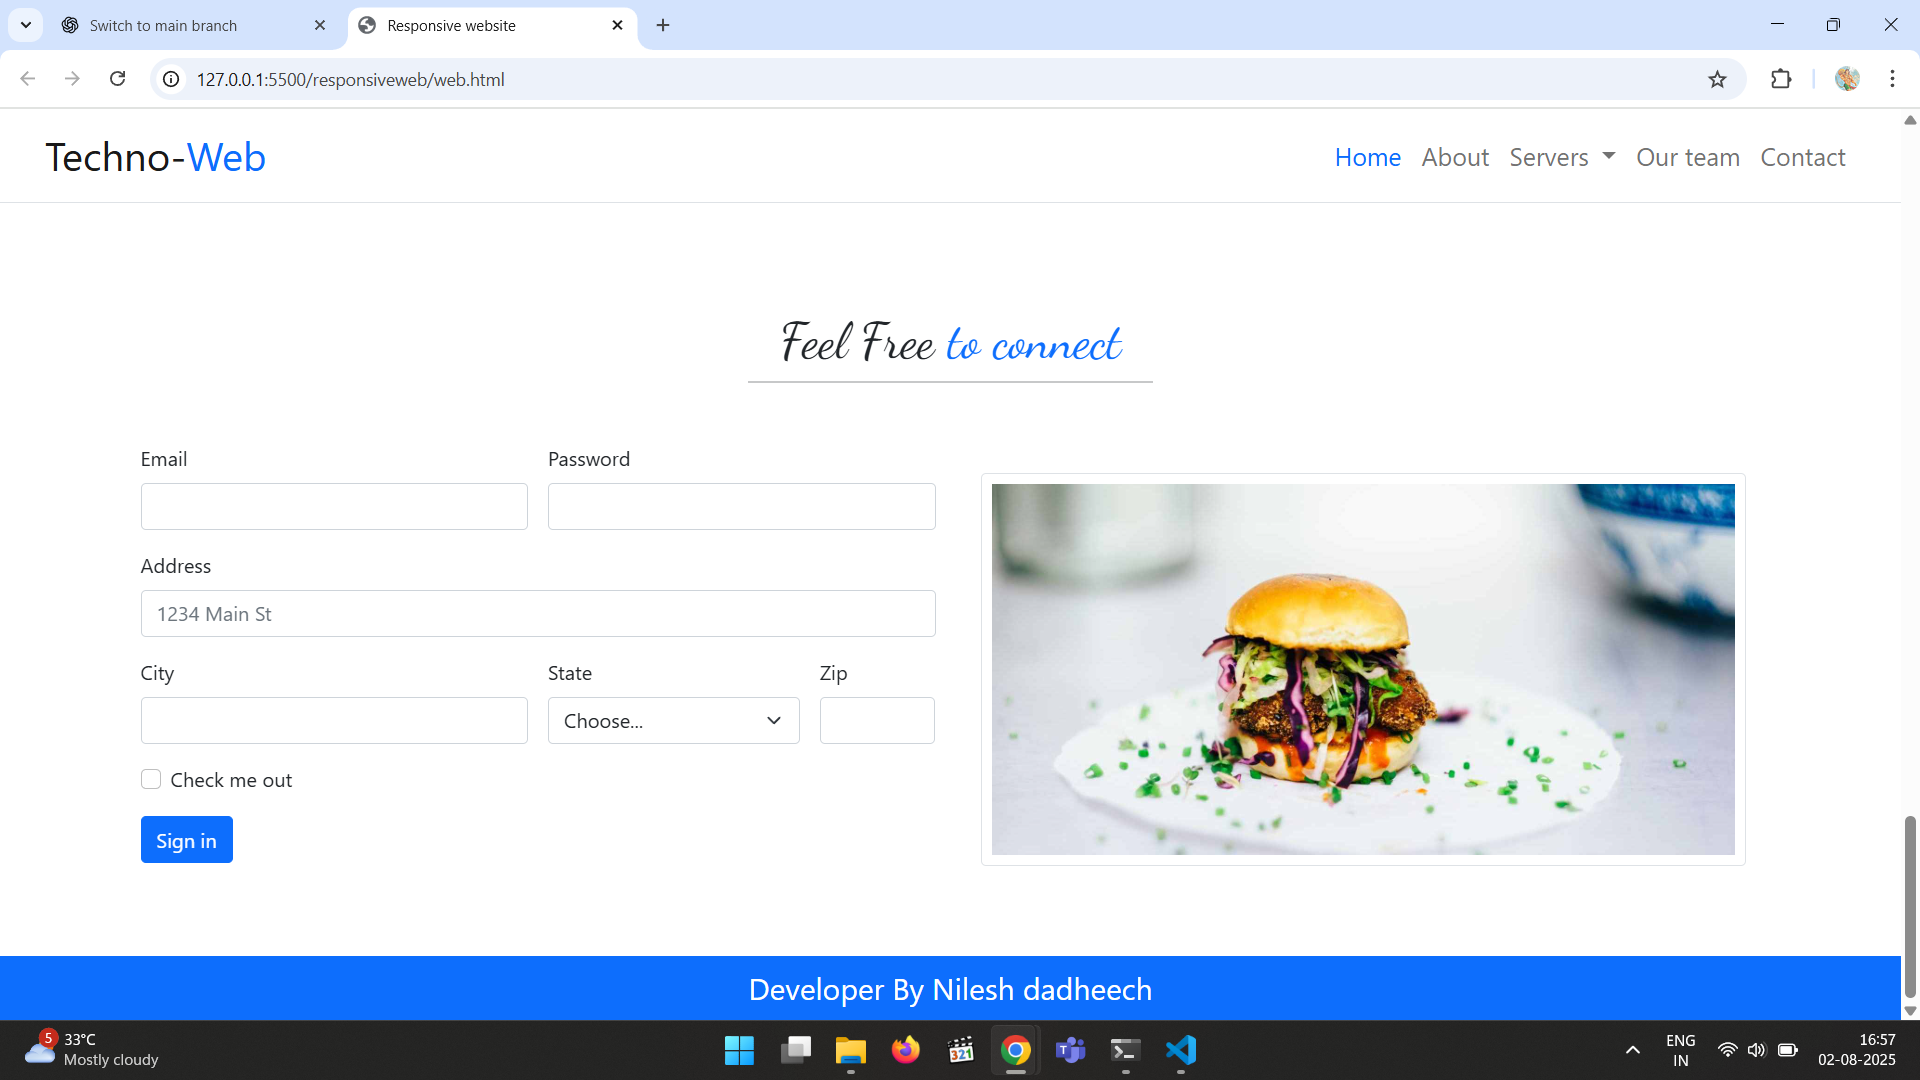 Switch to main branch
Responsive website
127.0.0.1:5500/responsiveweb/web.html
Techno-Web
Home About Servers Our team Contact
Feel Free to connect
Email Password
Address
1234 Main St
City State Zip
Choose...
Check me out
Sign in
Developer By Nilesh dadheech
5
33°C
Mostly cloudy
321
T
ENG
IN
16:57
02-08-2025